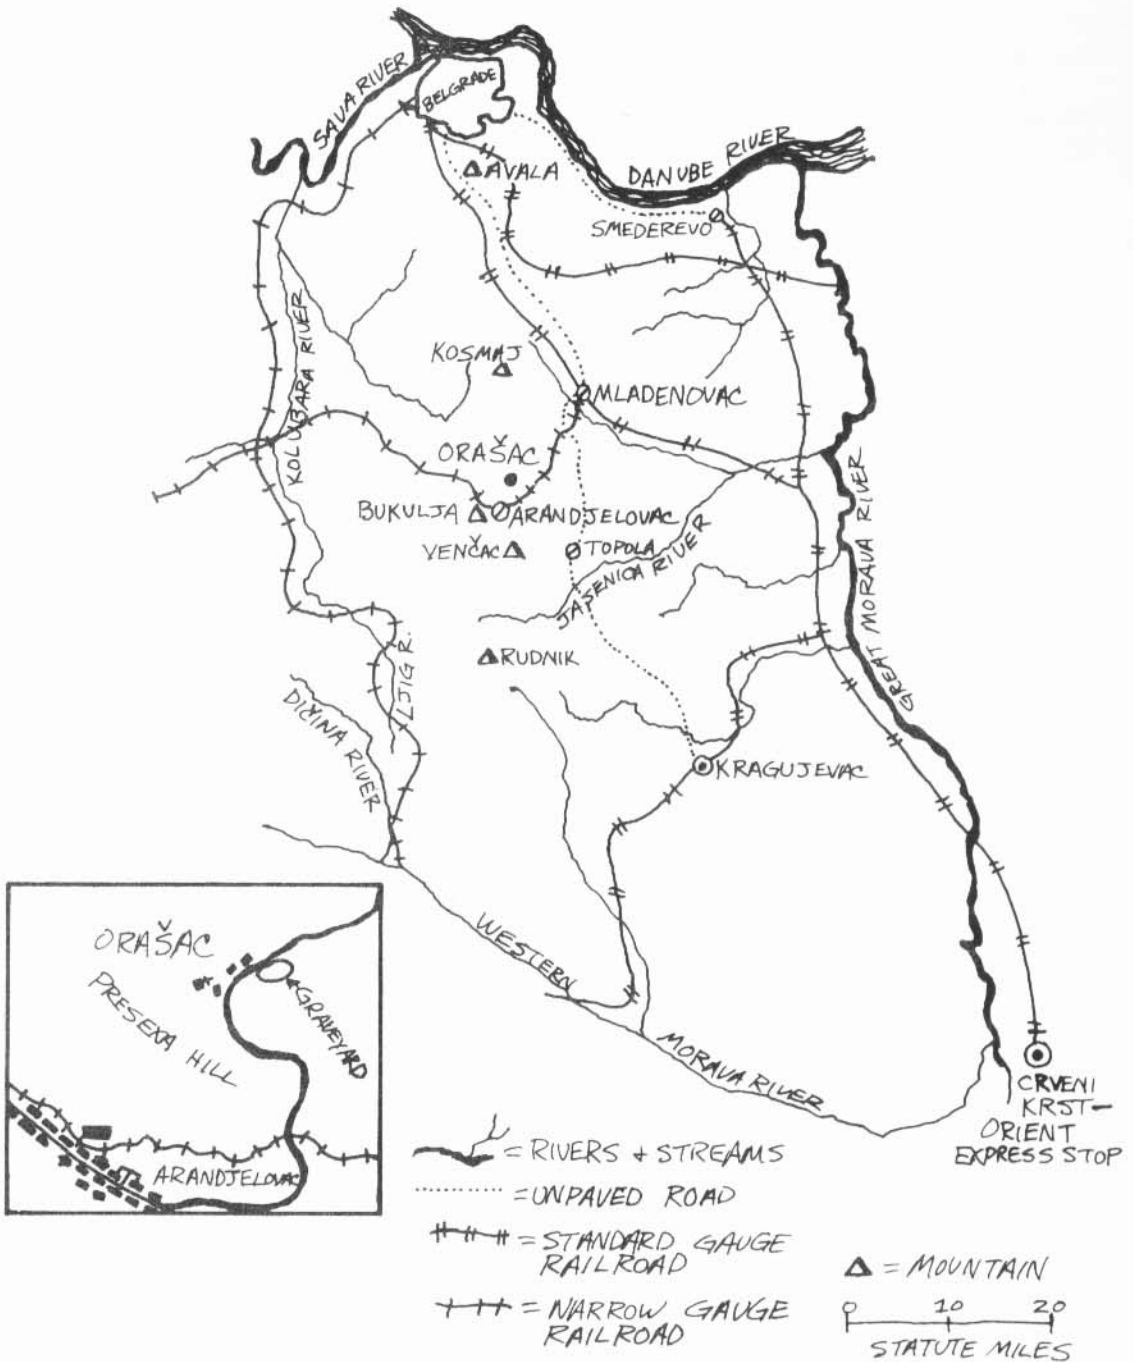 SAVA RIVER
BELGRADE
AVALA
DANUBE RIVER
SMEDEREVO
KOLUBARA RIVER
KOSMAJ
MLADENOVAC
ORAŠAC
BUKULJA
ARANDJELOVAC
VENČAC
TOPOLA
JASENICA RIVER
GREAT MORAVA RIVER
RUDNIK
LJIG R.
DIČINA RIVER
KRAGUJEVAC
WESTERN
MORAVA RIVER
CRVENI
KRST-
ORIENT
EXPRESS STOP
ORAŠAC
GRAVEYARD
PRESEKA HILL
ARANDJELOVAC
= RIVERS + STREAMS
= UNPAVED ROAD
= STANDARD GAUGE
RAILROAD
= NARROW GAUGE
RAILROAD
= MOUNTAIN
0 10 20
STATUTE MILES